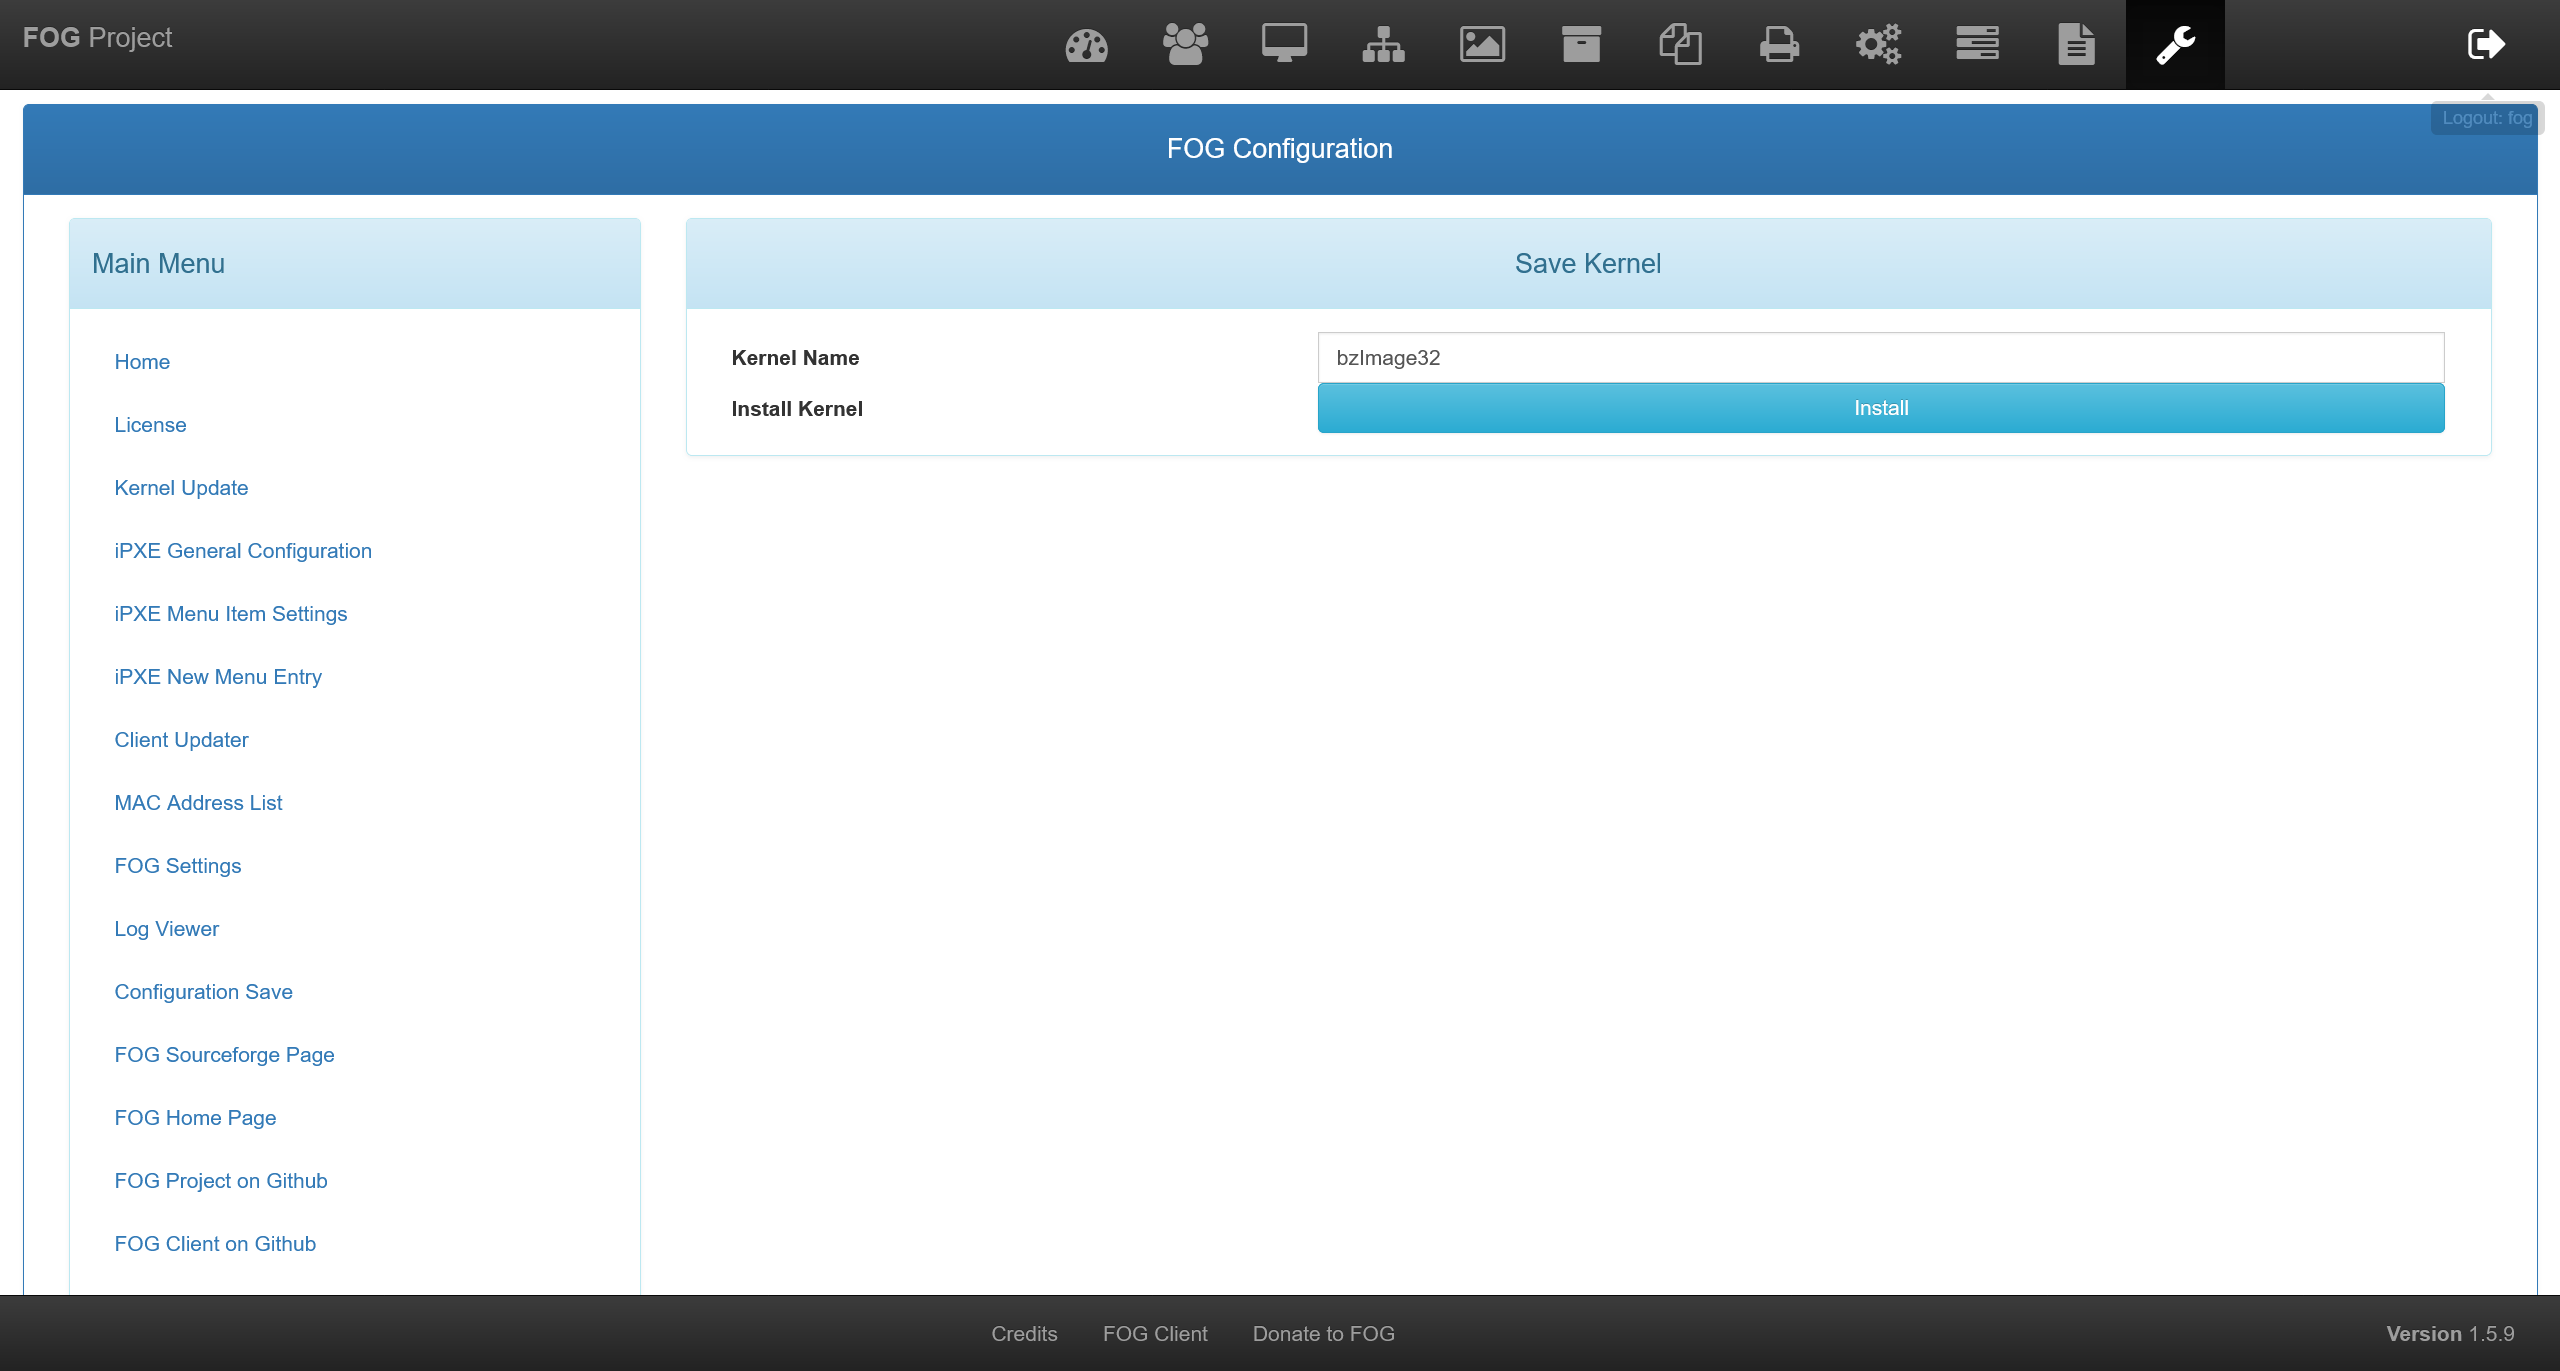 FOG Project
Logout: fog
FOG Configuration
Main Menu
Home
License
Kernel Update
iPXE General Configuration
iPXE Menu Item Settings
iPXE New Menu Entry
Client Updater
MAC Address List
FOG Settings
Log Viewer
Configuration Save
FOG Sourceforge Page
FOG Home Page
FOG Project on Github
FOG Client on Github
Save Kernel
Kernel Name
bzImage32
Install Kernel
Install
Credits FOG Client Donate to FOG
Version 1.5.9